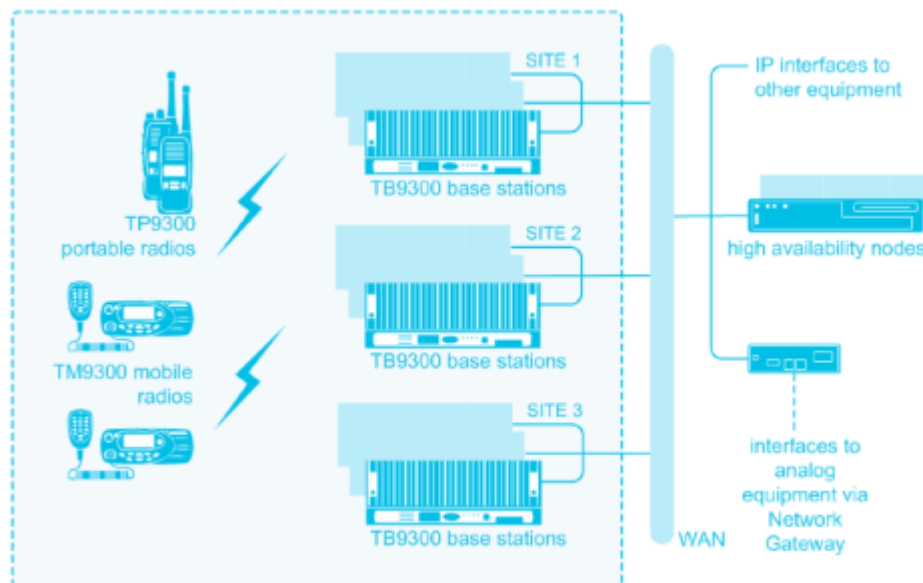 SITE 1
TB9300 base stations
TP9300
portable radios
SITE 2
TB9300 base stations
TM9300 mobile
radios
SITE 3
TB9300 base stations
WAN
IP interfaces to
other equipment
high availability nodes
interfaces to
analog
equipment via
Network
Gateway